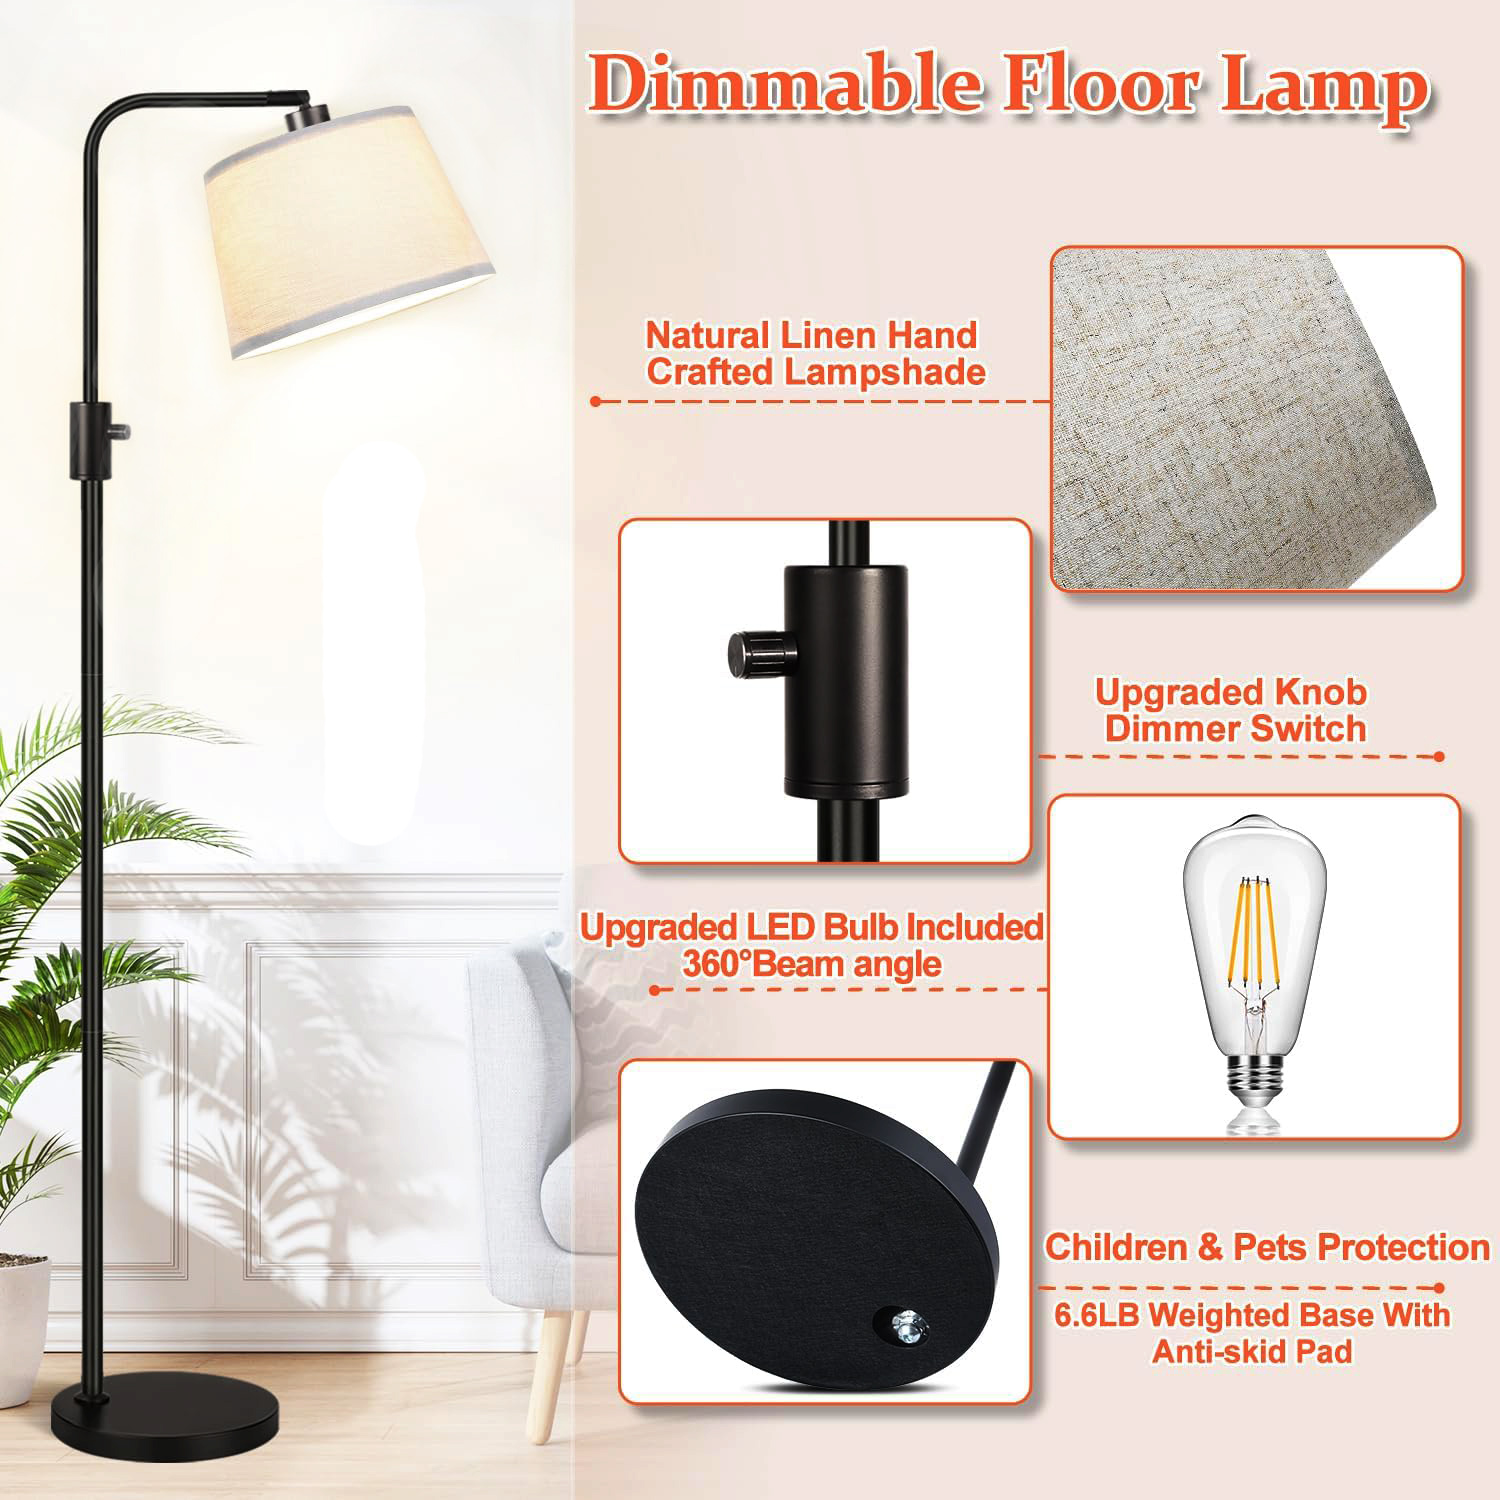 Dimmable Floor Lamp
Natural Linen Hand
Crafted Lampshade
Upgraded Knob
Dimmer Switch
Upgraded LED Bulb Included
360°Beam angle
Children & Pets Protection
6.6LB Weighted Base With
Anti-skid Pad